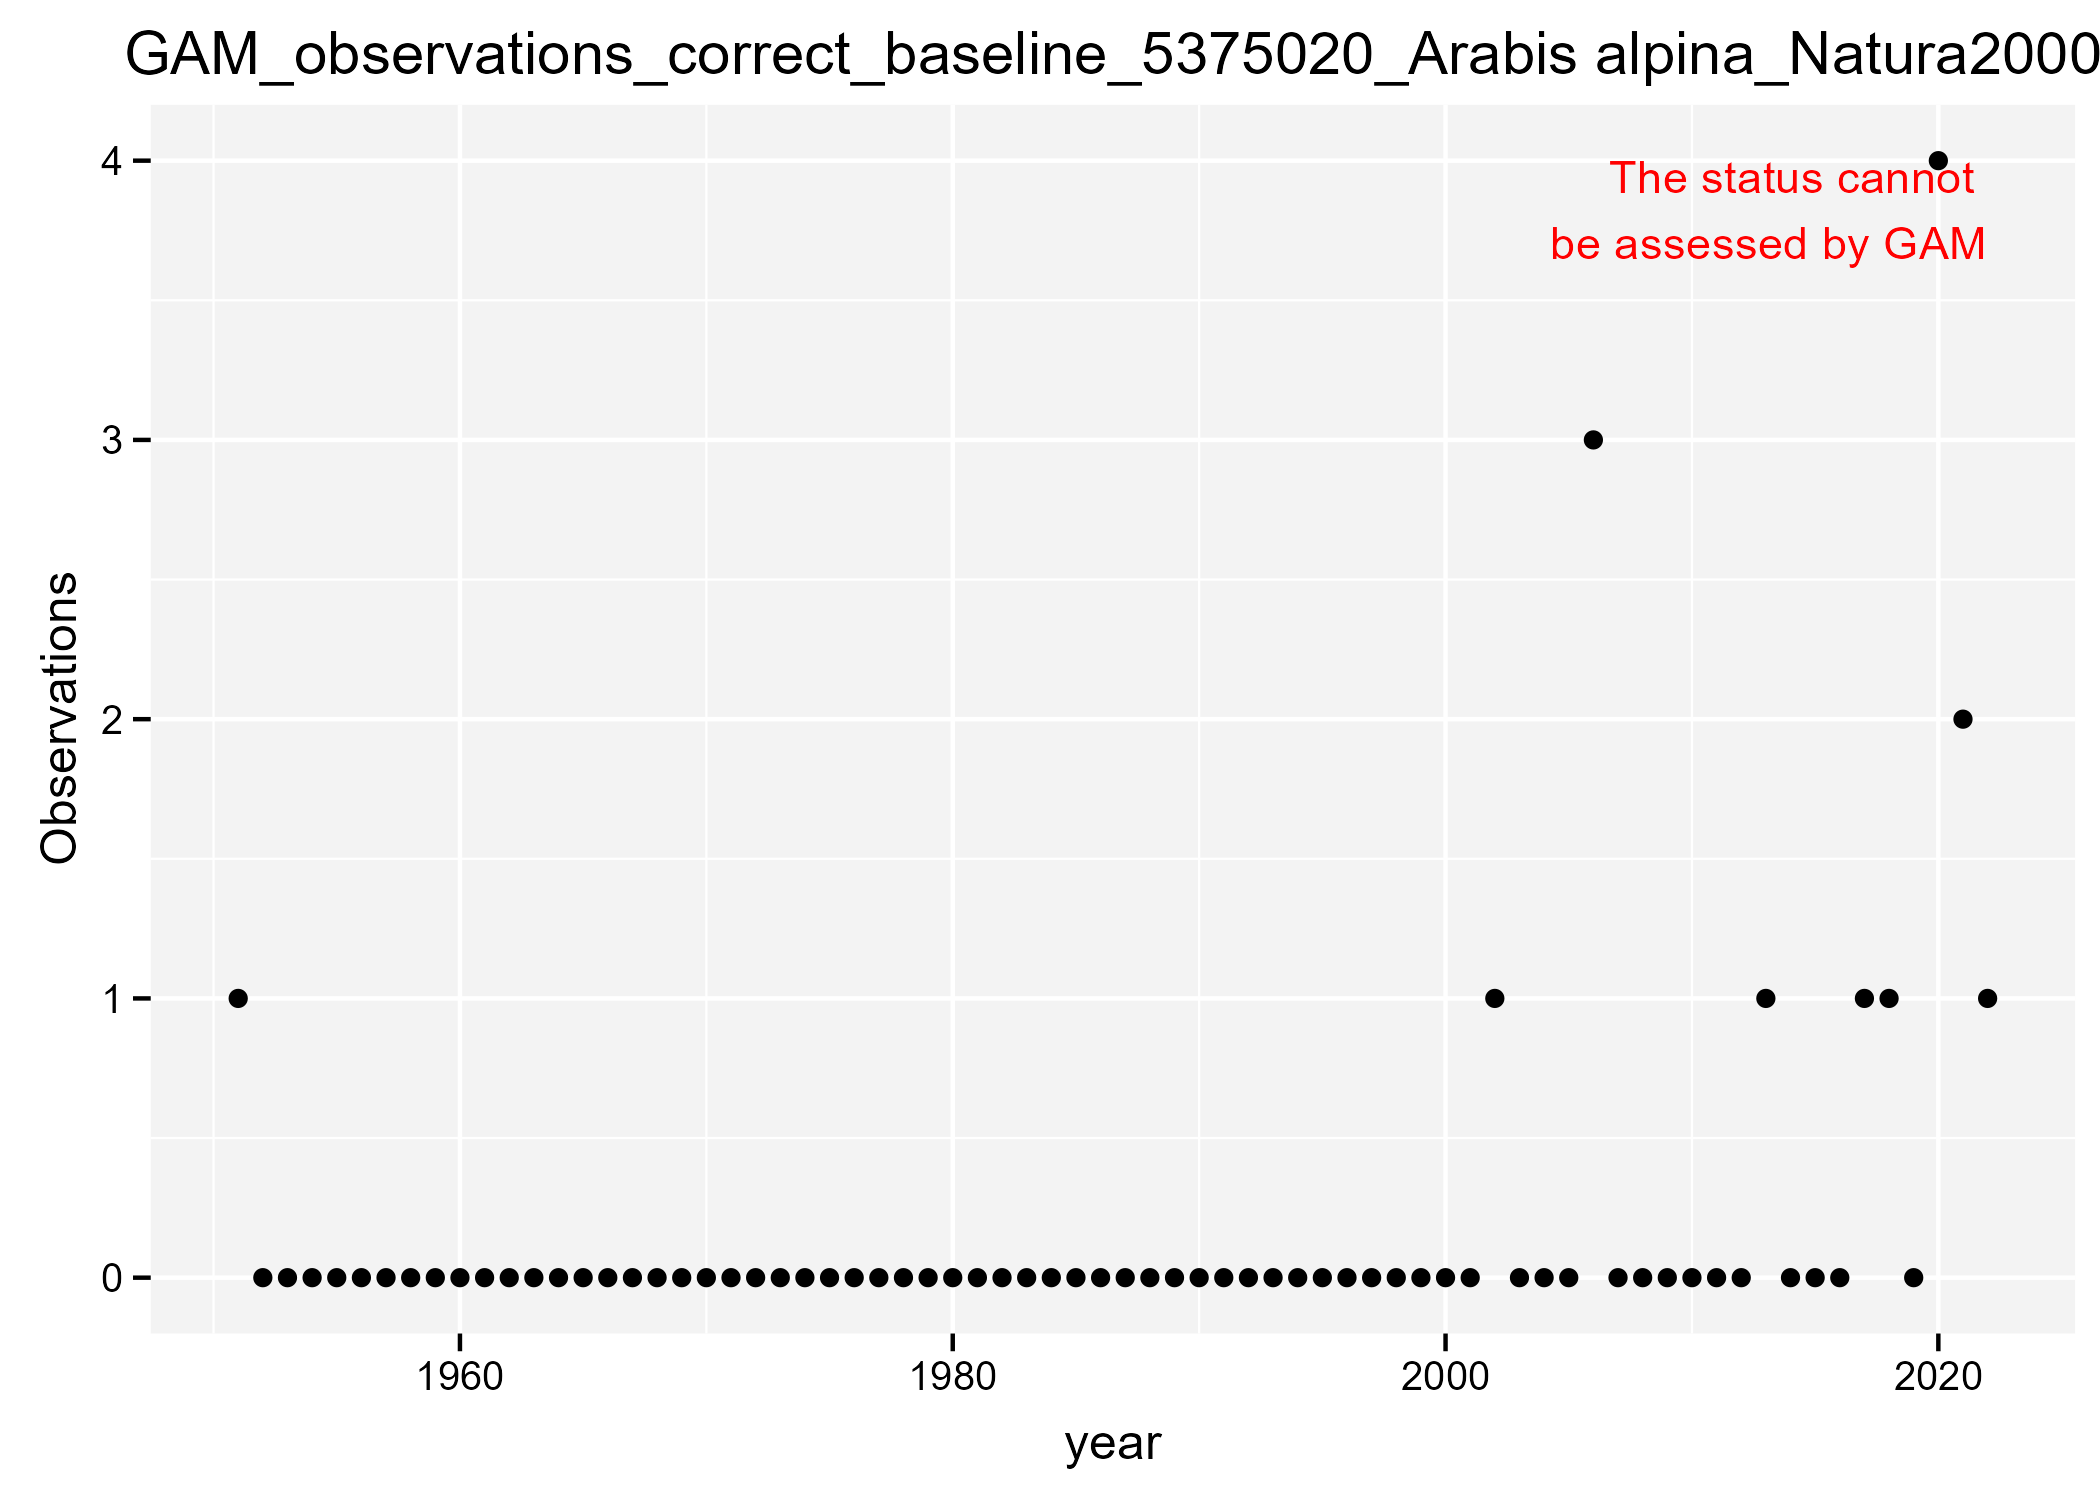 GAM_observations_correct_baseline_5375020_Arabis alpina_Natura2000
4
The status cannot
be assessed by GAM
3
Observations
2
1
0
1960 1980 2000 2020
year